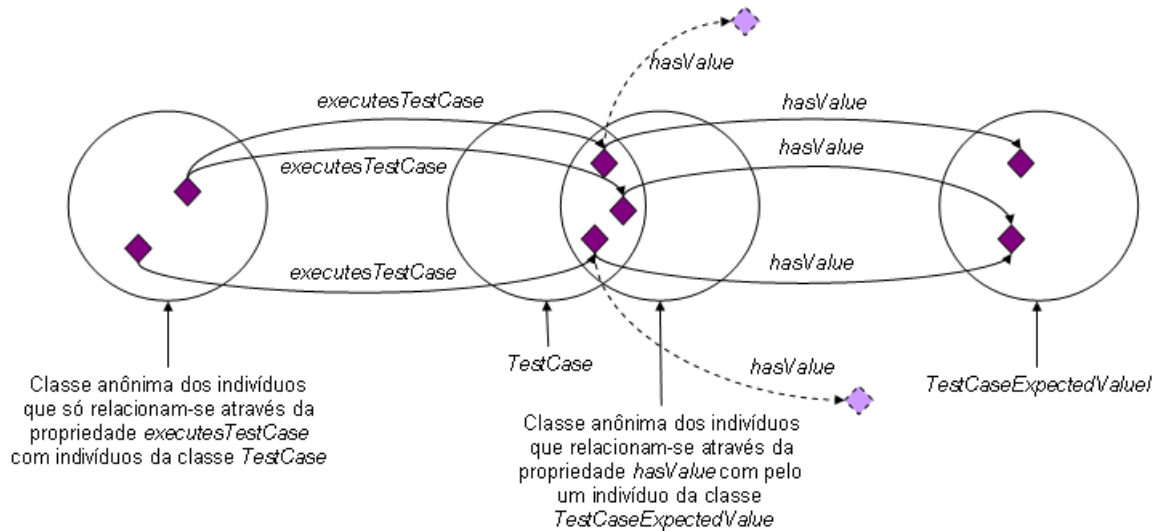 hasValue
executesTestCase
hasValue
executesTestCase
hasValue
executesTestCase
hasValue
TestCase
hasValue
TestCaseExpectedValuel
Classe anônima dos indivíduos
que só relacionam-se através da
propriedade executesTestCase
com indivíduos da classe TestCase
Classe anônima dos indivíduos
que relacionam-se através da
propriedade hasValue com pelo
um indivíduo da classe
TestCaseExpectedValue